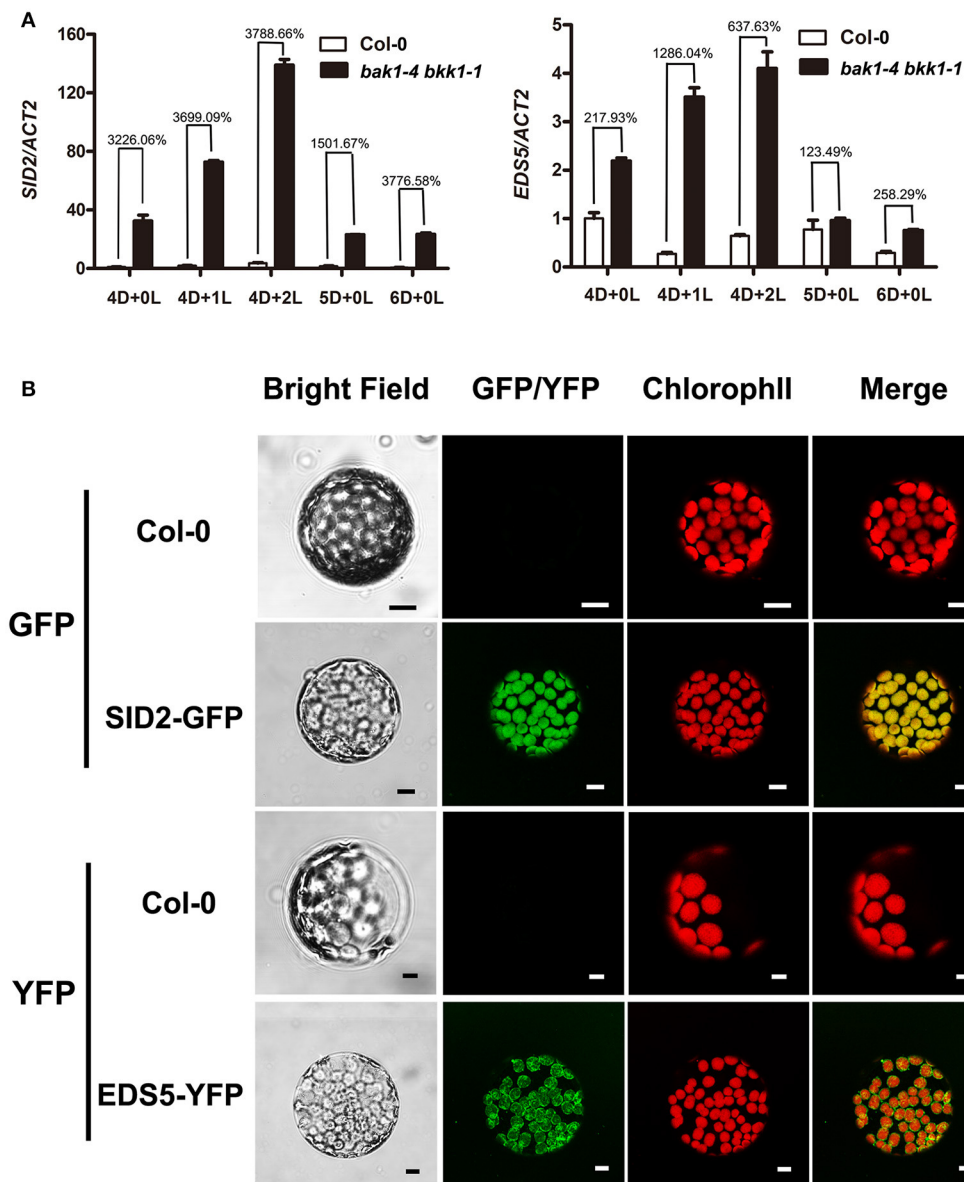 A
SID2/ACT2
160
120
80
40
0
3226.06%
3699.09%
3788.66%
1501.67%
3776.58%
Col-0
bak1-4 bkk1-1
4D+0L 4D+1L 4D+2L 5D+0L 6D+0L
EDS5/ACT2
5
4
3
2
1
0
217.93%
1286.04%
637.63%
123.49%
258.29%
Col-0
bak1-4 bkk1-1
4D+0L 4D+1L 4D+2L 5D+0L 6D+0L
B
Bright Field GFP/YFP Chlorophll Merge
GFP
Col-0
SID2-GFP
YFP
Col-0
EDS5-YFP